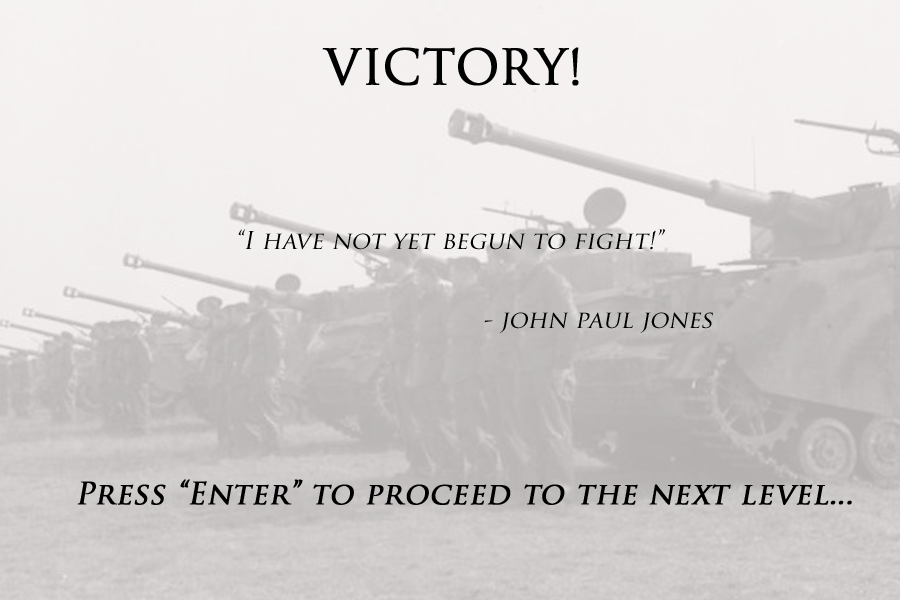 VICTORY!
“I HAVE NOT YET BEGUN TO FIGHT!”
- JOHN PAUL JONES
PRESS “ENTER” TO PROCEED TO THE NEXT LEVEL...